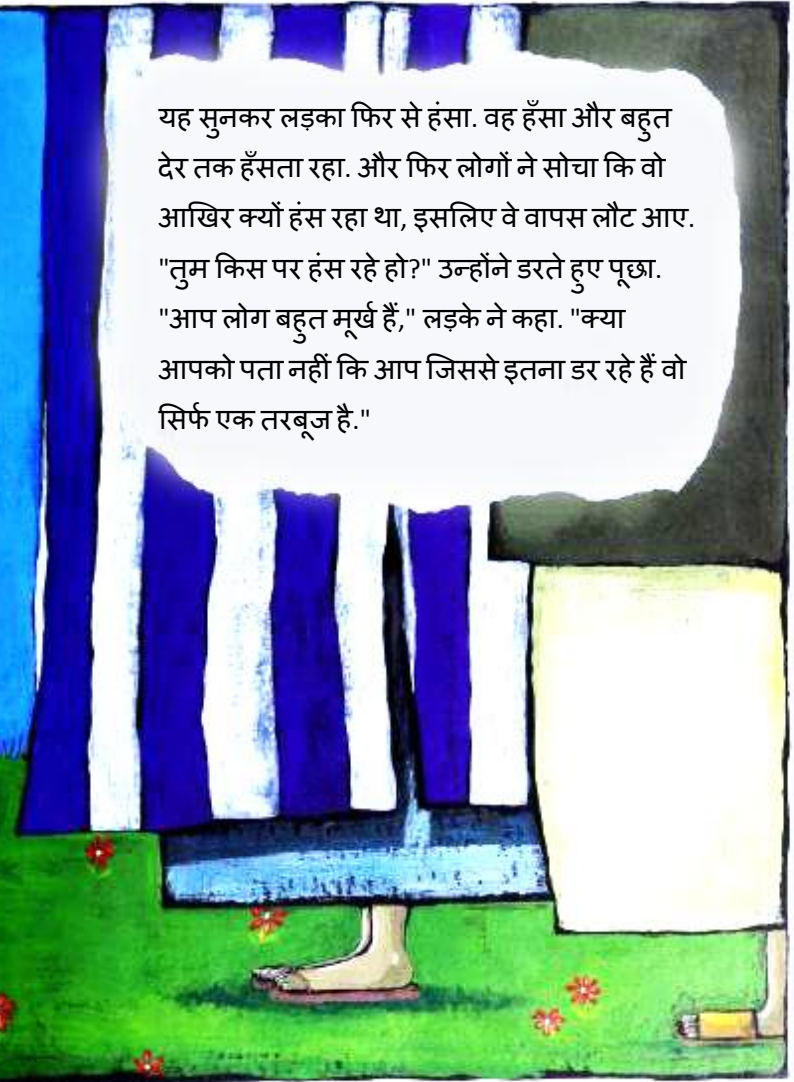 यह सुनकर लड़का फिर से हंसा. वह हँसा और बहुत
देर तक हँसता रहा. और फिर लोगों ने सोचा कि वो
आखिर क्यों हंस रहा था, इसलिए वे वापस लौट आए.
"तुम किस पर हंस रहे हो?" उन्होंने डरते हुए पूछा.
"आप लोग बहुत मूर्ख हैं," लड़के ने कहा. "क्या
आपको पता नहीं कि आप जिससे इतना डर रहे हैं वो
सिर्फ एक तरबूज है."